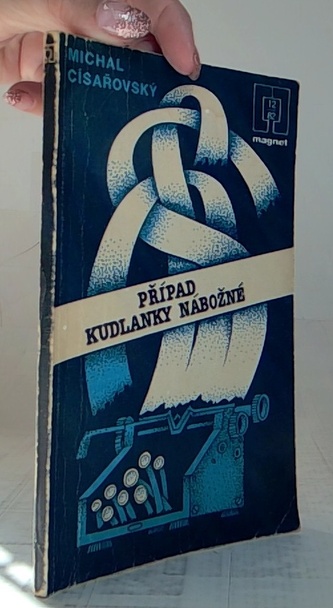 MICHAL
CÍSAŘOVSKÝ
12
82
magnet
PŘÍPAD
KUDLANKY NÁBOŽNÉ